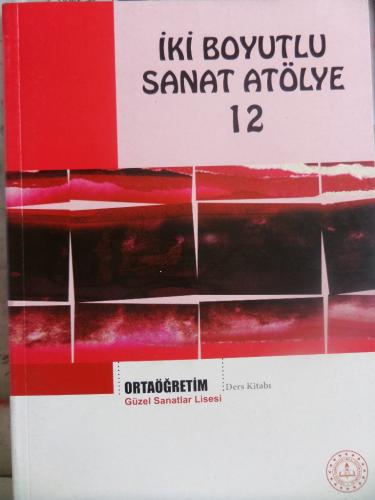 İKİ BOYUTLU
SANAT ATÖLYE
12
ORTAÖĞRETİM Ders Kitabı
Güzel Sanatlar Lisesi